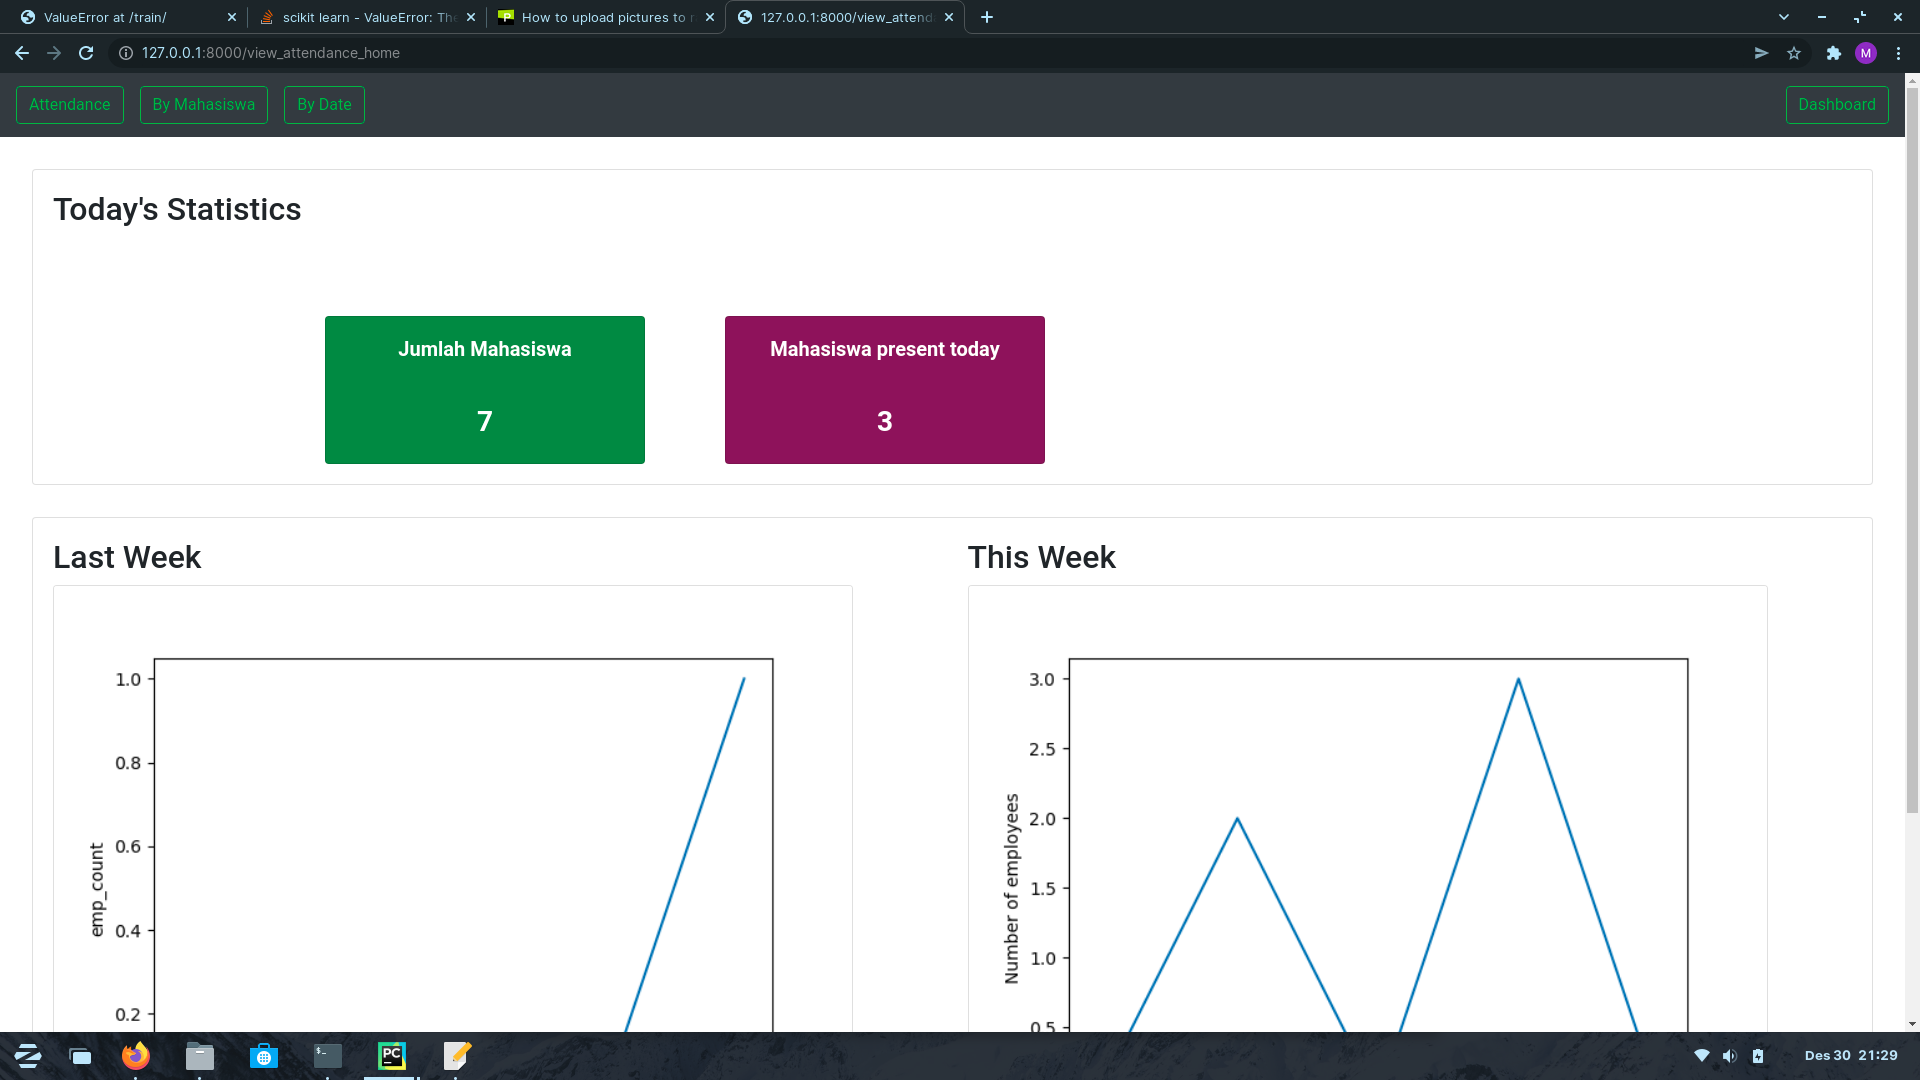 ValueError at /train/
scikit learn - ValueError: The
How to upload pictures to r
127.0.0.1:8000/view_attend
127.0.0.1:8000/view_attendance_home
M
Attendance
By Mahasiswa
By Date
Dashboard
Today's Statistics
Jumlah Mahasiswa
7
Mahasiswa present today
3
Last Week
This Week
1.0
0.8
0.6
0.4
0.2
emp_count
3.0
2.5
2.0
1.5
1.0
0.5
Number of employees
PC
Des 30 21:29